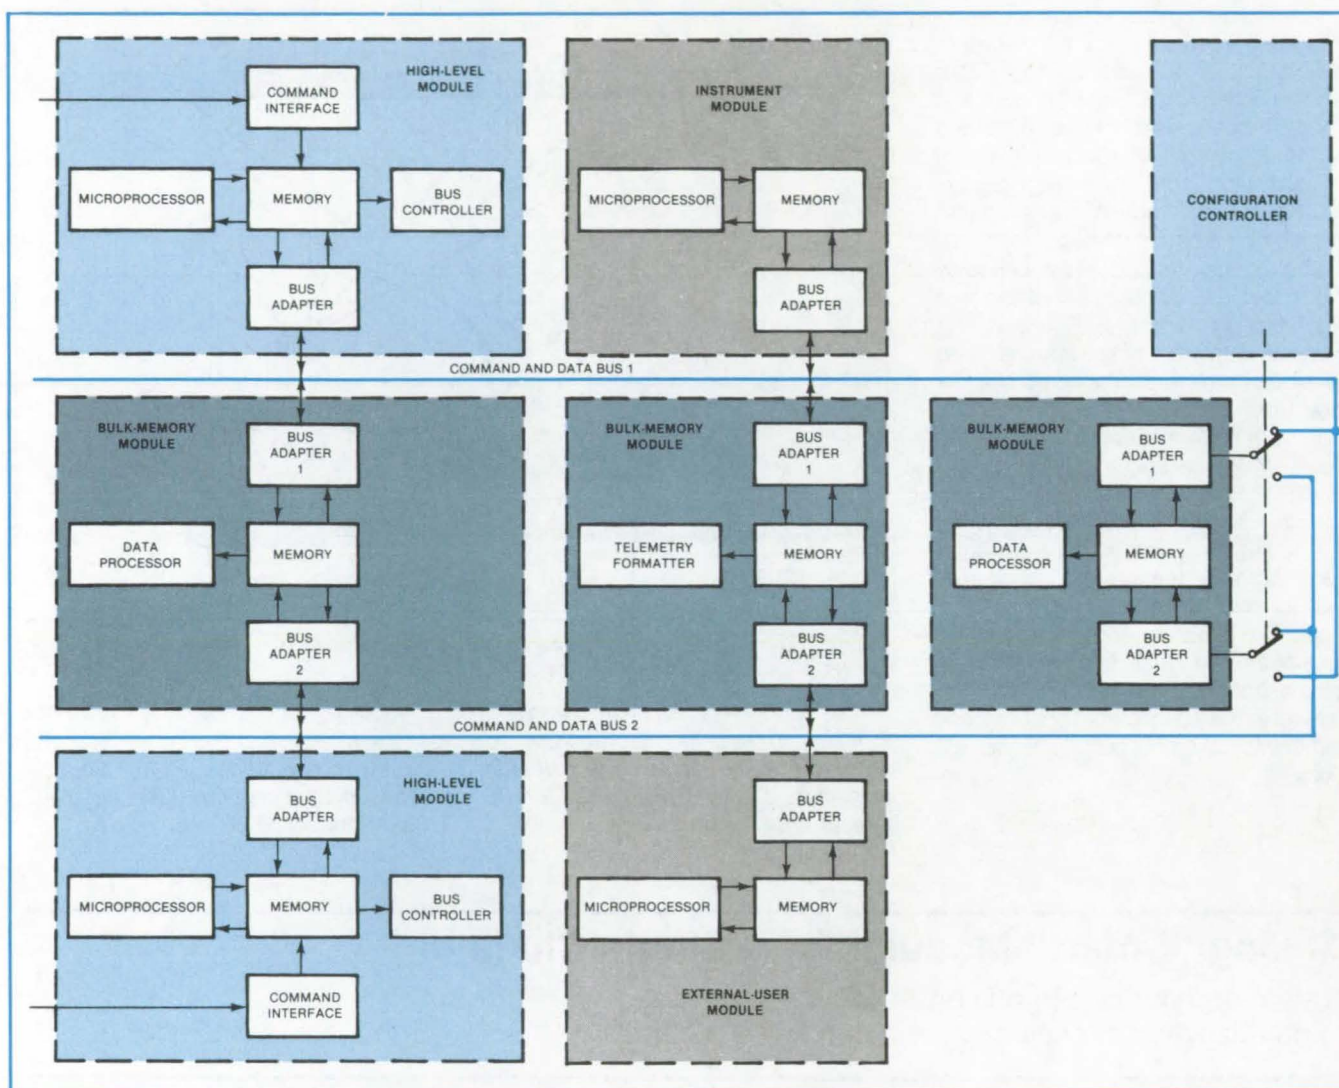 HIGH-LEVEL
MODULE
COMMAND
INTERFACE
MICROPROCESSOR
MEMORY
BUS
CONTROLLER
BUS
ADAPTER
INSTRUMENT
MODULE
MICROPROCESSOR
MEMORY
BUS
ADAPTER
CONFIGURATION
CONTROLLER
COMMAND AND DATA BUS 1
BULK-MEMORY
MODULE
BUS
ADAPTER
1
DATA
PROCESSOR
MEMORY
BUS
ADAPTER
2
BULK-MEMORY
MODULE
BUS
ADAPTER
1
TELEMETRY
FORMATTER
MEMORY
BUS
ADAPTER
2
BULK-MEMORY
MODULE
BUS
ADAPTER
1
DATA
PROCESSOR
MEMORY
BUS
ADAPTER
2
COMMAND AND DATA BUS 2
HIGH-LEVEL
MODULE
BUS
ADAPTER
MICROPROCESSOR
MEMORY
BUS
CONTROLLER
COMMAND
INTERFACE
BUS
ADAPTER
MICROPROCESSOR
MEMORY
EXTERNAL-USER
MODULE